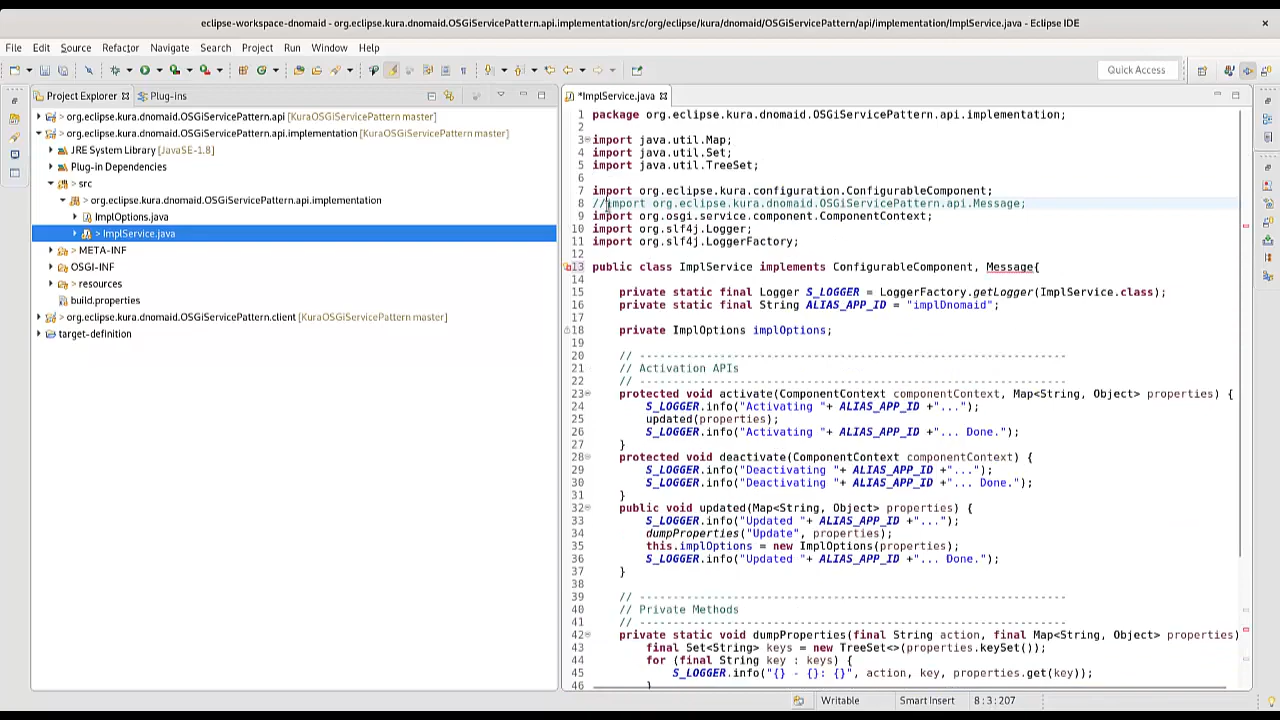 eclipse-workspace-dnomaid - org.eclipse.kura.dnomaid.OSGiServicePattern.api.implementation/src/org/eclipse/kura/dnomaid/OSGiServicePattern/api/implementation/ImplService.java - Eclipse IDE
File Edit Source Refactor Navigate Search Project Run Window Help
Quick Access
Project Explorer Plug-ins
org.eclipse.kura.dnomaid.OSGiServicePattern.api [KuraOSGiServicePattern master]
org.eclipse.kura.dnomaid.OSGiServicePattern.api.implementation [KuraOSGiServicePattern master]
JRE System Library [JavaSE-1.8]
Plug-in Dependencies
> src
> org.eclipse.kura.dnomaid.OSGiServicePattern.api.implementation
ImplOptions.java
> ImplService.java
> META-INF
OSGI-INF
resources
build.properties
org.eclipse.kura.dnomaid.OSGiServicePattern.client [KuraOSGiServicePattern master]
target-definition
*ImplService.java
1 package org.eclipse.kura.dnomaid.OSGiServicePattern.api.implementation;
2
3 import java.util.Map;
4 import java.util.Set;
5 import java.util.TreeSet;
6
7 import org.eclipse.kura.configuration.ConfigurableComponent;
8 //import org.eclipse.kura.dnomaid.OSGiServicePattern.api.Message;
9 import org.osgi.service.component.ComponentContext;
10 import org.slf4j.Logger;
11 import org.slf4j.LoggerFactory;
12
13 public class ImplService implements ConfigurableComponent, Message{
14
15 private static final Logger S_LOGGER = LoggerFactory.getLogger(ImplService.class);
16 private static final String ALIAS_APP_ID = "implDnomaid";
17
18 private ImplOptions implOptions;
19
20 // ----------------------------------------------------------------
21 // Activation APIs
22 // ----------------------------------------------------------------
23 protected void activate(ComponentContext componentContext, Map<String, Object> properties) {
24 S_LOGGER.info("Activating "+ ALIAS_APP_ID +"...");
25 updated(properties);
26 S_LOGGER.info("Activating "+ ALIAS_APP_ID +"... Done.");
27 }
28 protected void deactivate(ComponentContext componentContext) {
29 S_LOGGER.info("Deactivating "+ ALIAS_APP_ID +"...");
30 S_LOGGER.info("Deactivating "+ ALIAS_APP_ID +"... Done.");
31 }
32 public void updated(Map<String, Object> properties) {
33 S_LOGGER.info("Updated "+ ALIAS_APP_ID +"...");
34 dumpProperties("Update", properties);
35 this.implOptions = new ImplOptions(properties);
36 S_LOGGER.info("Updated "+ ALIAS_APP_ID +"... Done.");
37 }
38
39 // ----------------------------------------------------------------
40 // Private Methods
41 // ----------------------------------------------------------------
42 private static void dumpProperties(final String action, final Map<String, Object> properties)
43 final Set<String> keys = new TreeSet<>(properties.keySet());
44 for (final String key : keys) {
45 S_LOGGER.info("{} - {}: {}", action, key, properties.get(key));
46 }
Writable Smart Insert 8 : 3 : 207